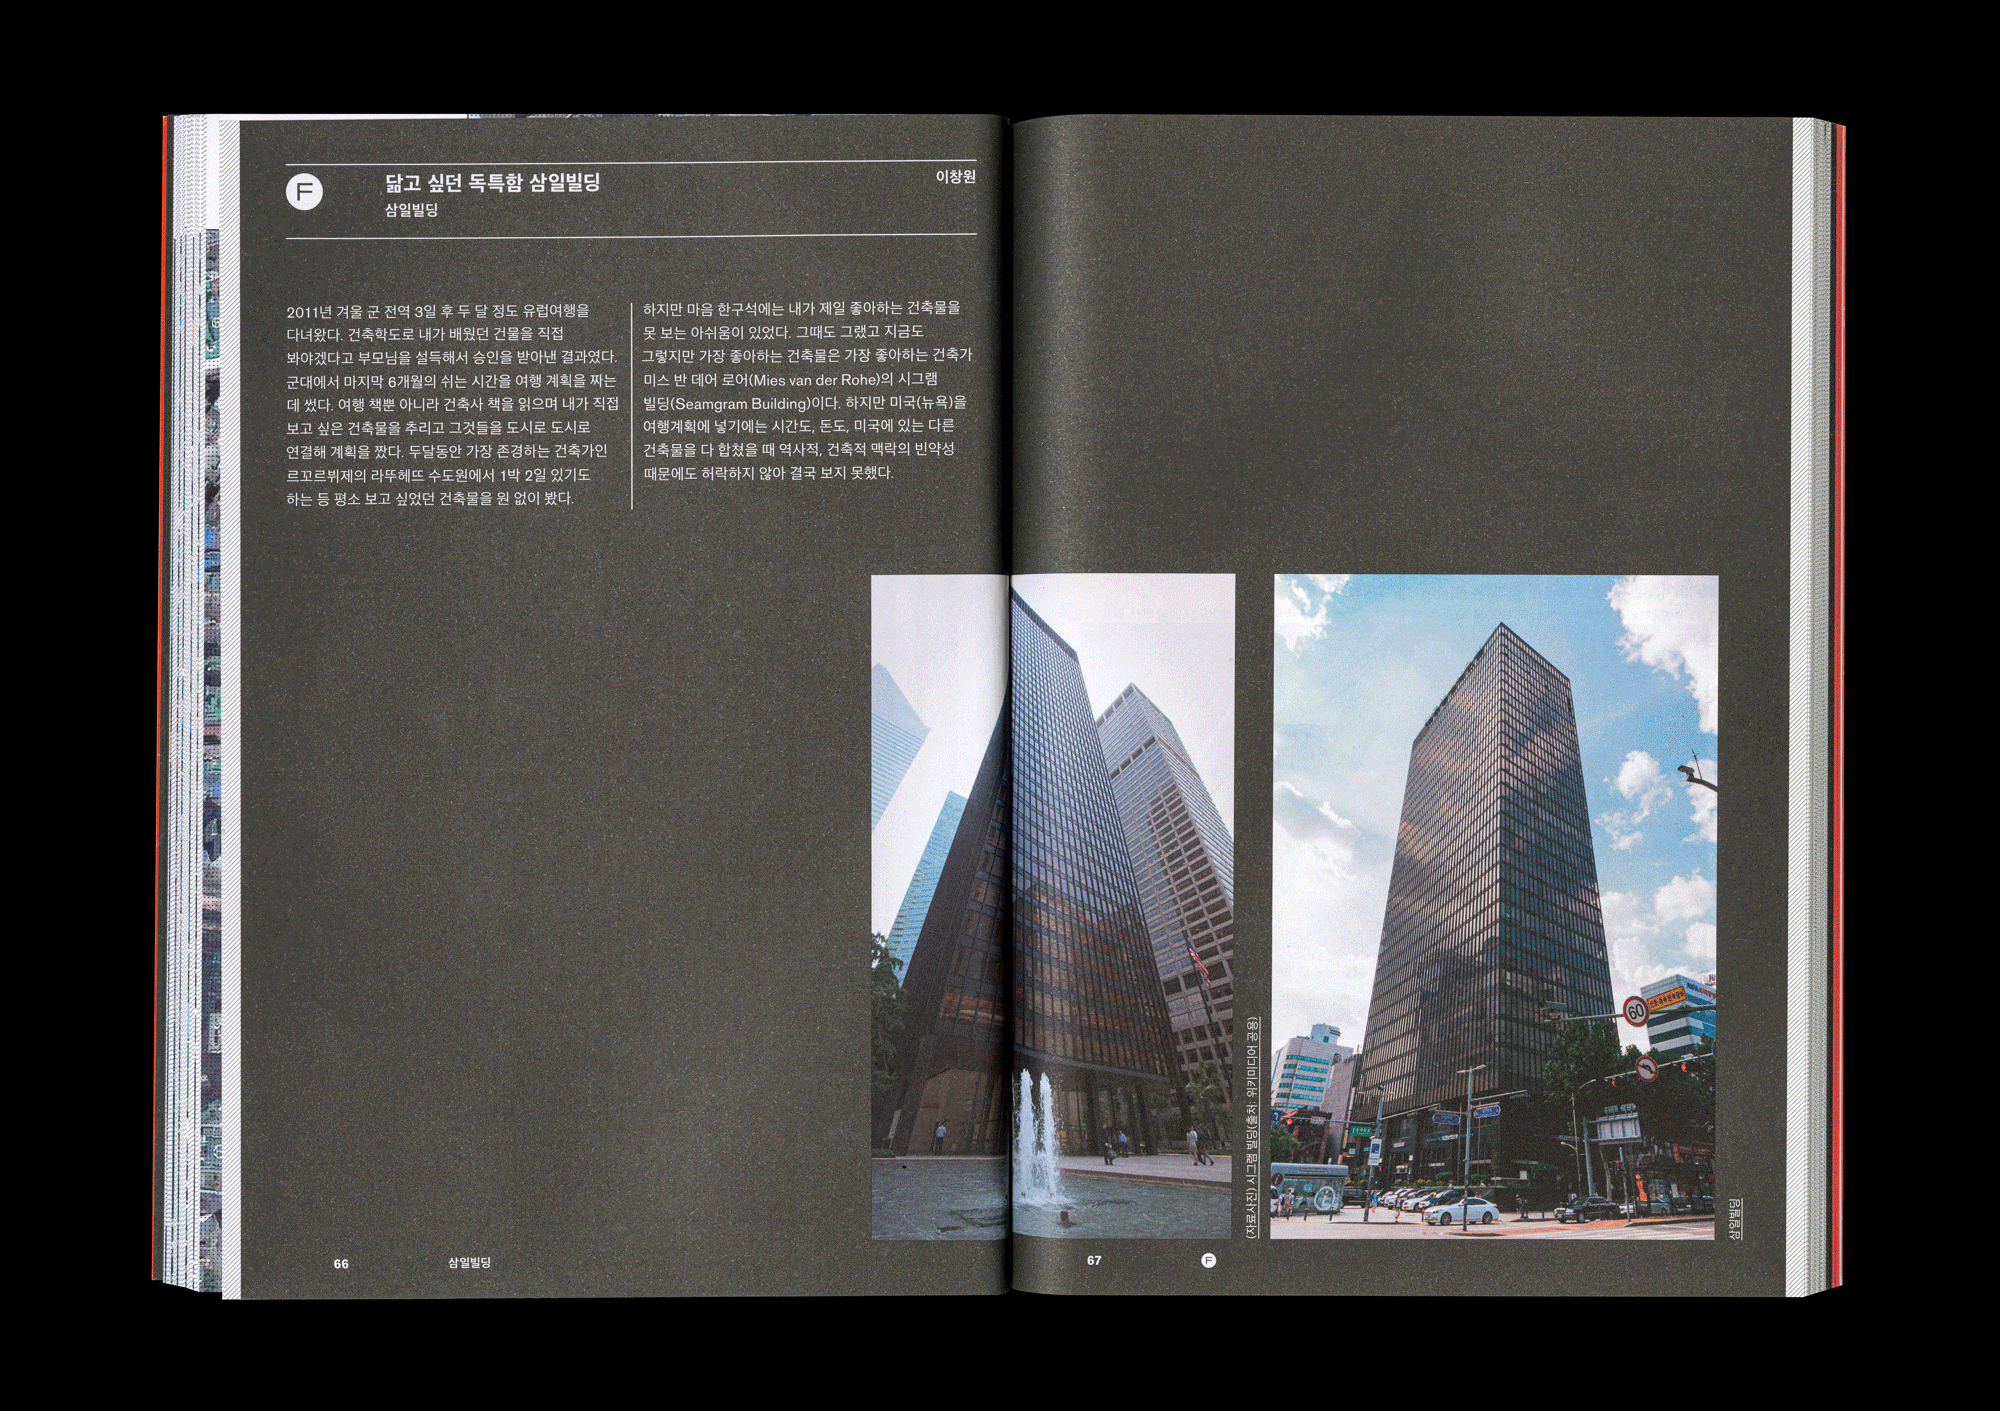 F
닮고 싶던 독특함 삼일빌딩
삼일빌딩
이창원
2011년 겨울 군 전역 3일 후 두 달 정도 유럽여행을
다녀왔다. 건축학도로 내가 배웠던 건물을 직접
봐야겠다고 부모님을 설득해서 승인을 받아낸 결과였다.
군대에서 마지막 6개월의 쉬는 시간을 여행 계획을 짜는
데 썼다. 여행 책뿐 아니라 건축사 책을 읽으며 내가 직접
보고 싶은 건축물을 추리고 그것들을 도시로 도시로
연결해 계획을 짰다. 두달동안 가장 존경하는 건축가인
르꼬르뷔제의 라뚜헤뜨 수도원에서 1박 2일 있기도
하는 등 평소 보고 싶었던 건축물을 원 없이 봤다.
하지만 마음 한구석에는 내가 제일 좋아하는 건축물을
못 보는 아쉬움이 있었다. 그때도 그랬고 지금도
그렇지만 가장 좋아하는 건축물은 가장 좋아하는 건축가
미스 반 데어 로어(Mies van der Rohe)의 시그램
빌딩(Seamgram Building)이다. 하지만 미국(뉴욕)을
여행계획에 넣기에는 시간도, 돈도, 미국에 있는 다른
건축물을 다 합쳤을 때 역사적, 건축적 맥락의 빈약성
때문에도 허락하지 않아 결국 보지 못했다.
(자료사진) 시그램 빌딩(출처: 위키미디어 공용)
60
삼일빌딩
66
삼일빌딩
67
F